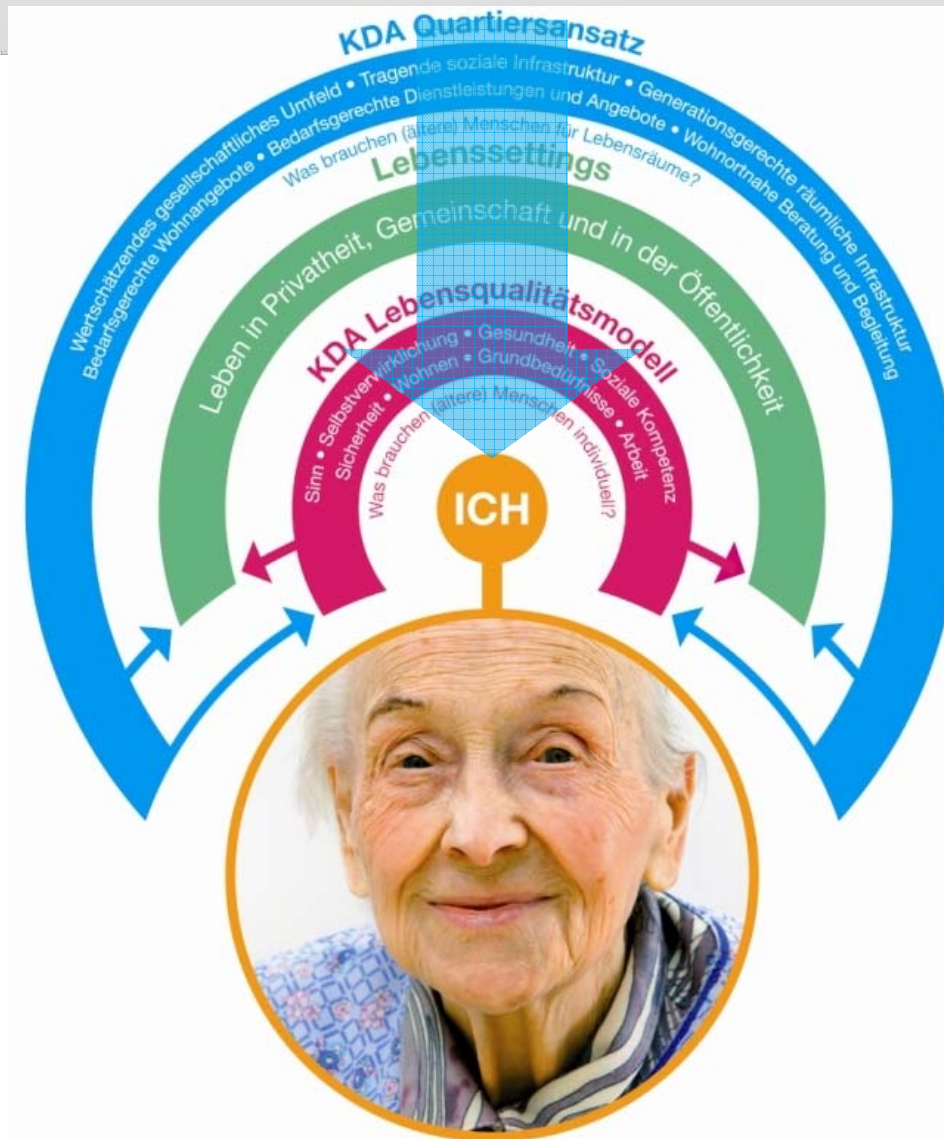 KDA Quartiersansatz
Wertschätzendes gesellschaftliches Umfeld • Tragende soziale Infrastruktur • Generationsgerechte räumliche Infrastruktur
Bedarfsgerechte Wohnangebote • Bedarfsgerechte Dienstleistungen und Angebote • Wohnortnahe Beratung und Begleitung
Was brauchen (ältere) Menschen für Lebensräume?
Lebenssettings
Leben in Privatheit, Gemeinschaft und in der Öffentlichkeit
KDA Lebensqualitätsmodell
Sinn • Selbstverwirklichung • Gesundheit • Soziale Kompetenz
Sicherheit • Wohnen • Grundbedürfnisse • Arbeit
Was brauchen (ältere) Menschen individuell?
ICH